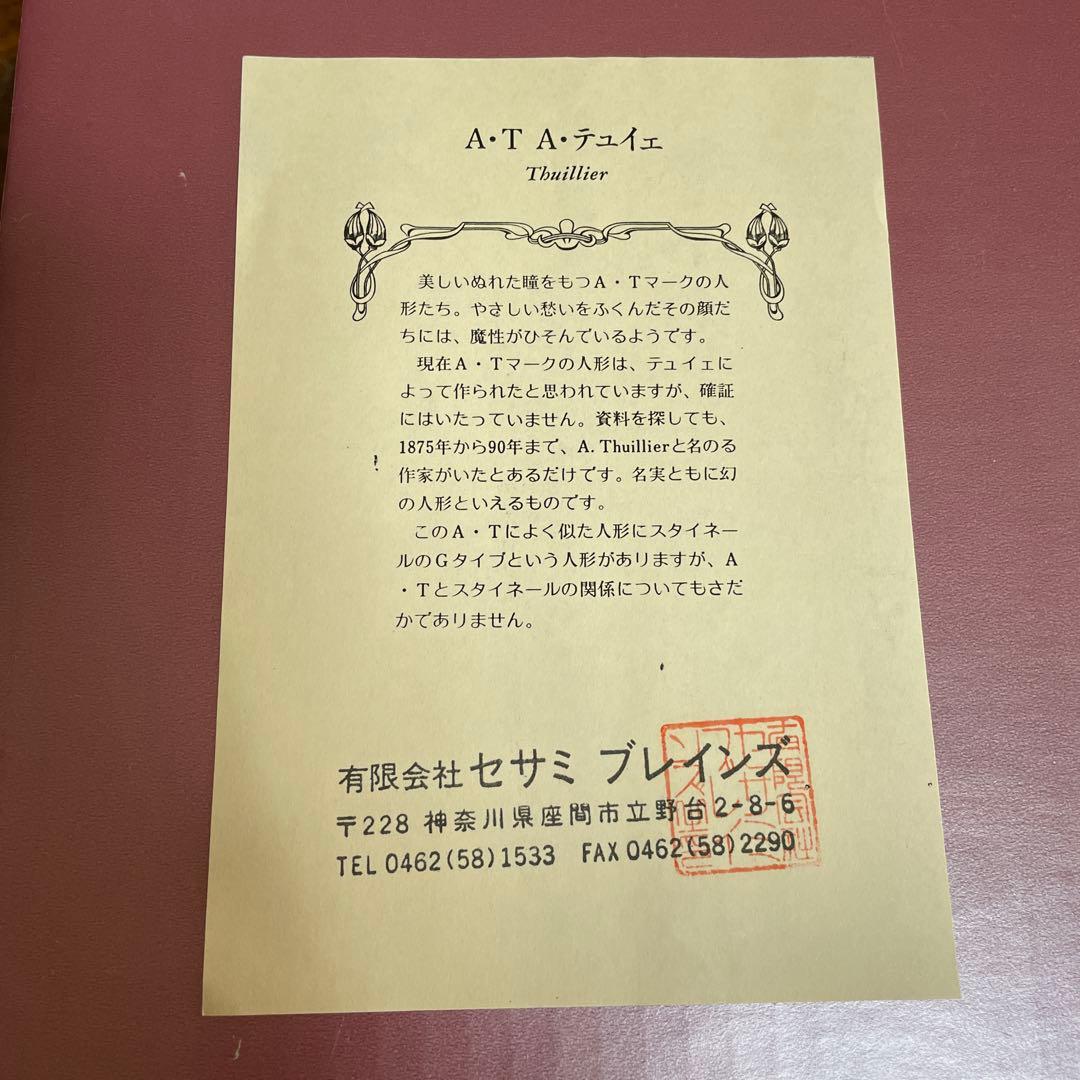 A・T A・テュイエ
Thuillier
美しいぬれた瞳をもつA・Tマークの人
形たち。やさしい愁いをふくんだその顔だ
ちには、魔性がひそんでいるようです。
現在A・Tマークの人形は、テュイエに
よって作られたと思われていますが、確証
にはいたっていません。資料を探しても、
1875年から90年まで、A. Thuillierと名のる
作家がいたとあるだけです。名実ともに幻
の人形といえるものです。
このA・Tによく似た人形にスタイネー
ルのGタイプという人形がありますが、A
・Tとスタイネールの関係についてもさだ
かでありません。
有限会社 セサミ ブレインズ
〒228 神奈川県座間市立野台2-8-6
TEL 0462(58)1533 FAX 0462(58)2290